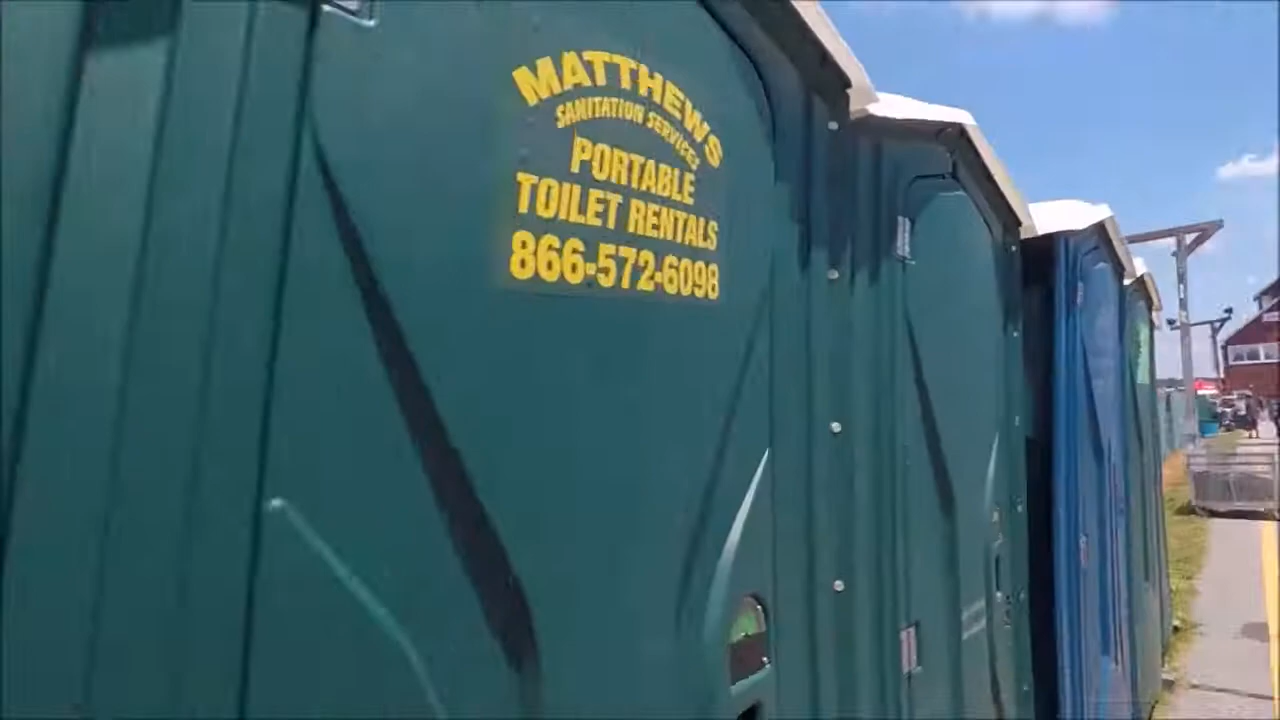 MATTHEWS
SANITATION SERVICES
PORTABLE
TOILET RENTALS
866-572-6098